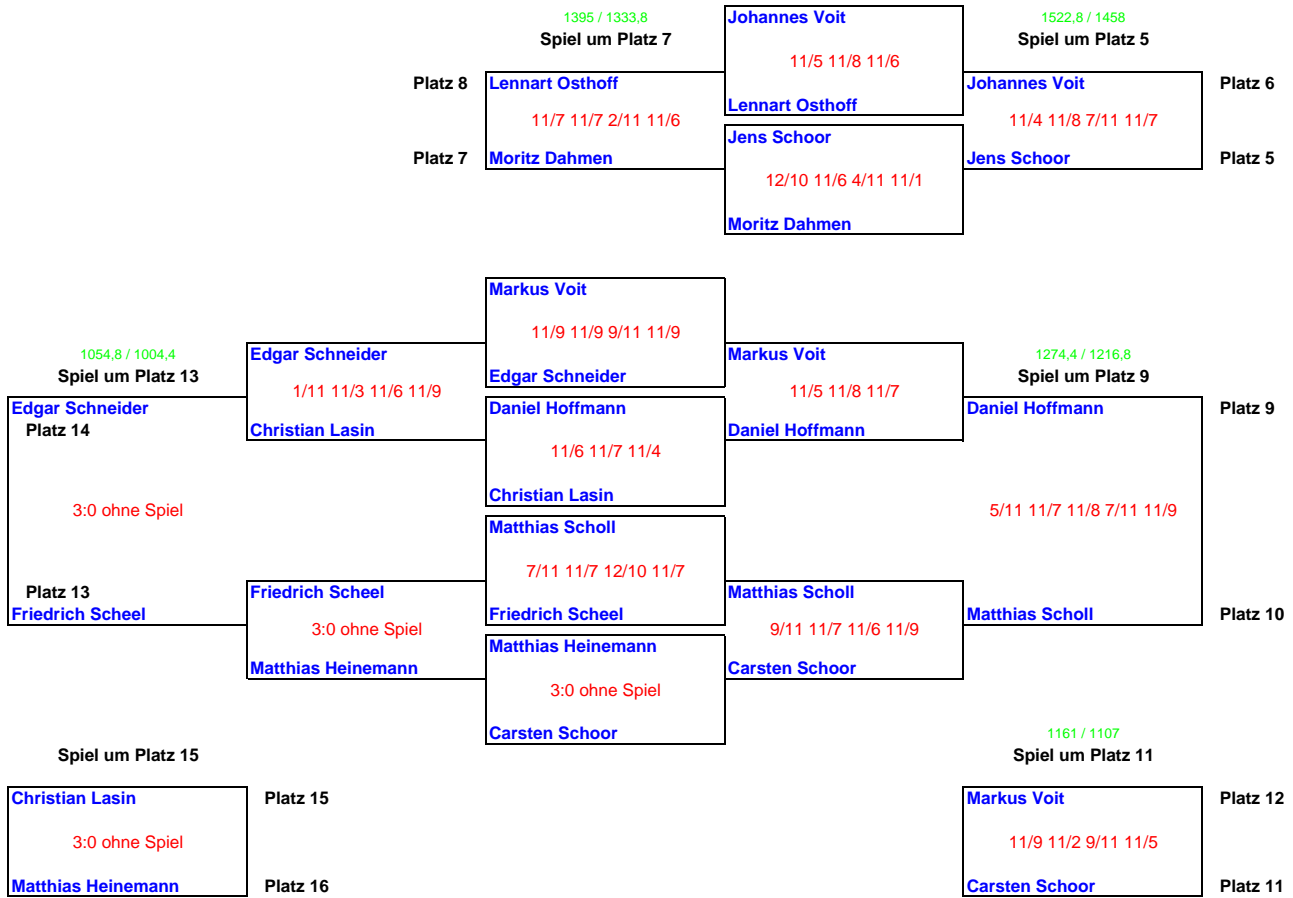 1395 / 1333,8 Johannes Voit 1522,8 / 1458
Spiel um Platz 7 Spiel um Platz 5
11/5 11/8 11/6
Platz 8 Lennart Osthoff Johannes Voit Platz 6
Lennart Osthoff
11/7 11/7 2/11 11/6 11/4 11/8 7/11 11/7
Jens Schoor
Platz 7 Moritz Dahmen Jens Schoor Platz 5
12/10 11/6 4/11 11/1
Moritz Dahmen
Markus Voit
11/9 11/9 9/11 11/9
1054,8 / 1004,4 Edgar Schneider Markus Voit 1274,4 / 1216,8
Spiel um Platz 13 Edgar Schneider Spiel um Platz 9
1/11 11/3 11/6 11/9 11/5 11/8 11/7
Edgar Schneider Daniel Hoffmann Daniel Hoffmann Platz 9
Platz 14 Christian Lasin Daniel Hoffmann
11/6 11/7 11/4
Christian Lasin
3:0 ohne Spiel 5/11 11/7 11/8 7/11 11/9
Matthias Scholl
7/11 11/7 12/10 11/7
Platz 13 Friedrich Scheel Matthias Scholl
Friedrich Scheel Friedrich Scheel Matthias Scholl Platz 10
3:0 ohne Spiel 9/11 11/7 11/6 11/9
Matthias Heinemann
Matthias Heinemann Carsten Schoor
3:0 ohne Spiel
Carsten Schoor 1161 / 1107
Spiel um Platz 15 Spiel um Platz 11
Christian Lasin Platz 15 Markus Voit Platz 12
3:0 ohne Spiel 11/9 11/2 9/11 11/5
Matthias Heinemann Platz 16 Carsten Schoor Platz 11